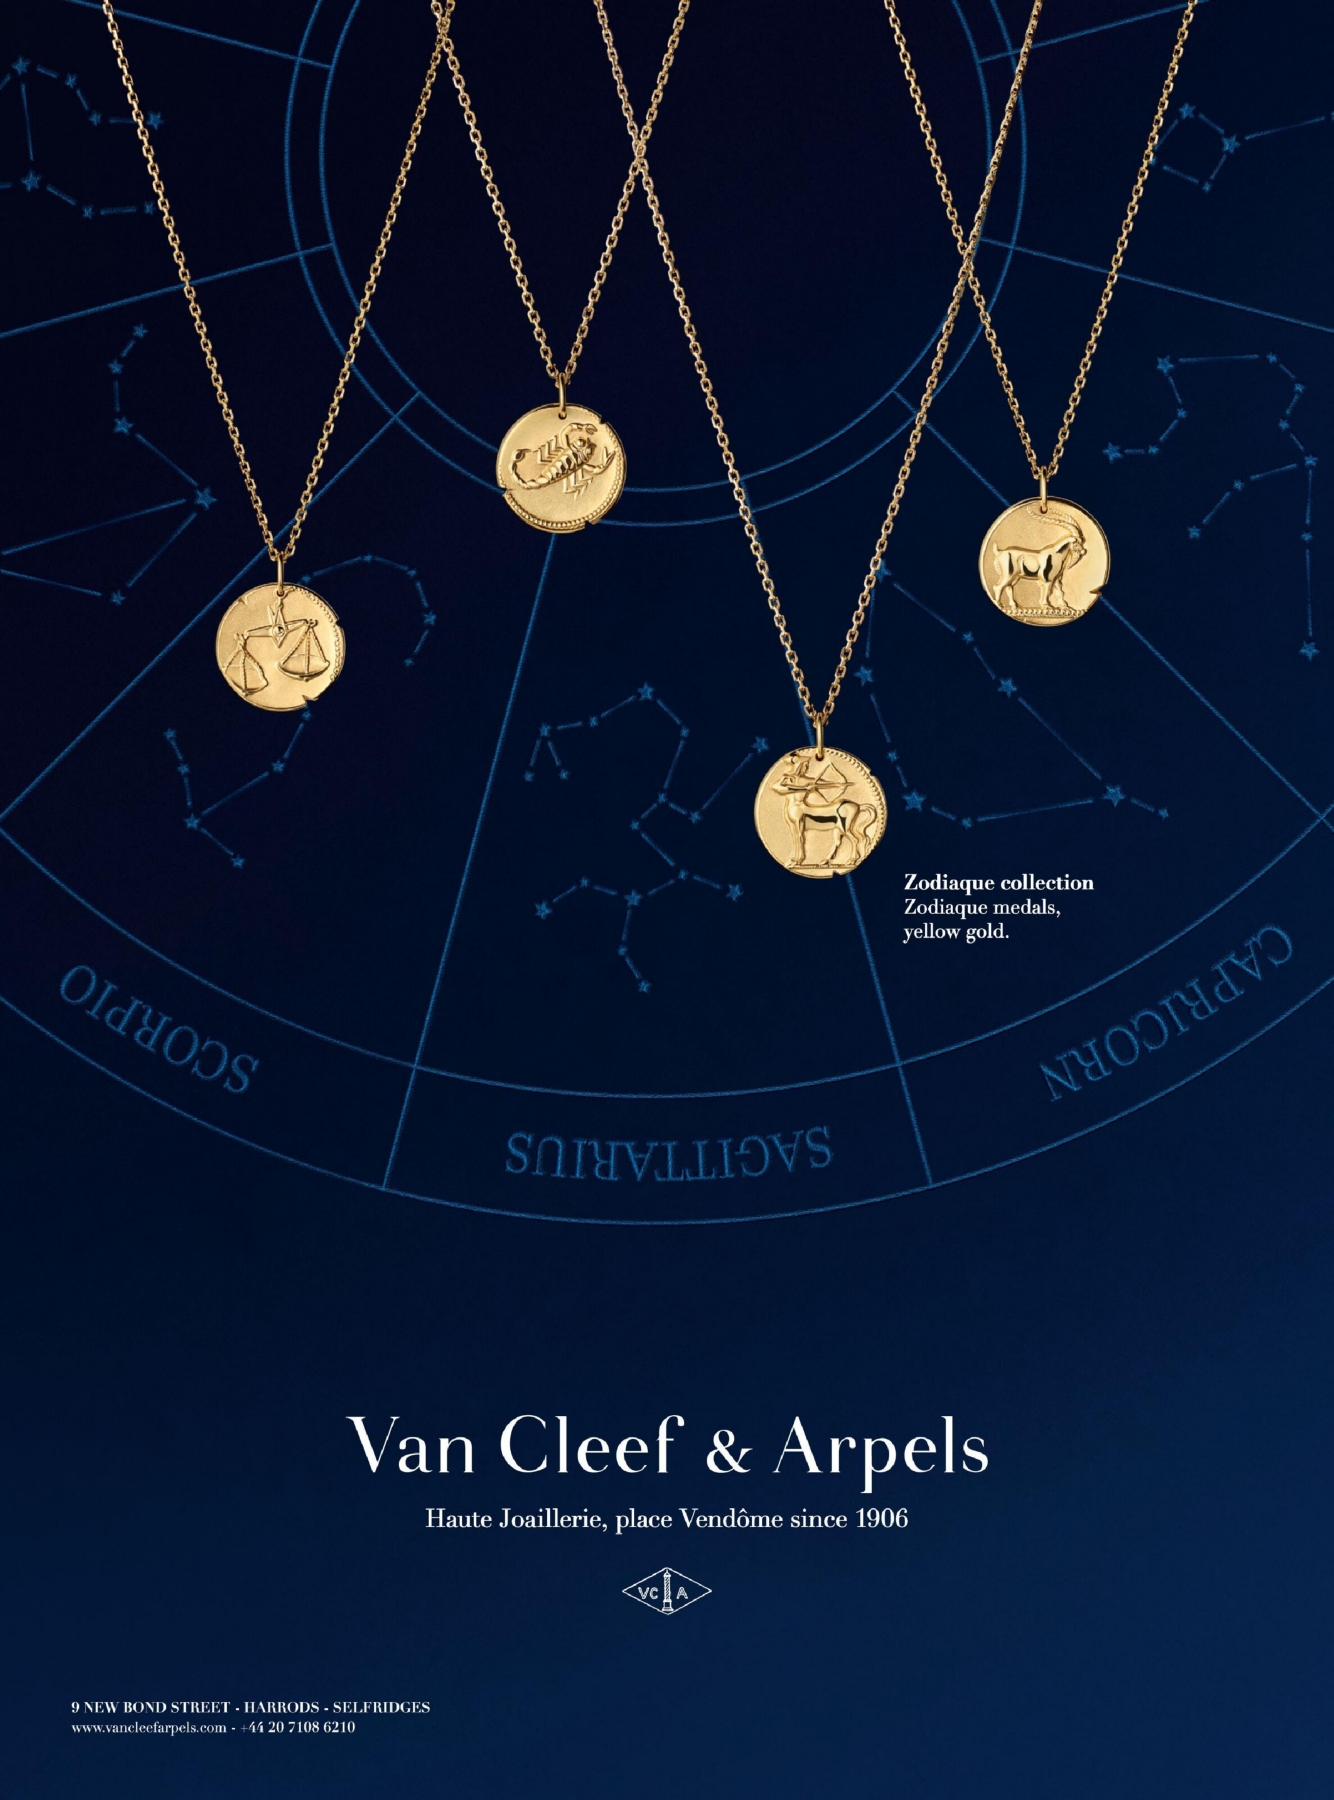 Zodiaque collection
Zodiaque medals,
yellow gold.
SCORPIO
SAGITTARIUS
CAPRICORN
Van Cleef & Arpels
Haute Joaillerie, place Vendôme since 1906
VC A
9 NEW BOND STREET - HARRODS - SELFRIDGES
www.vancleefarpels.com - +44 20 7108 6210